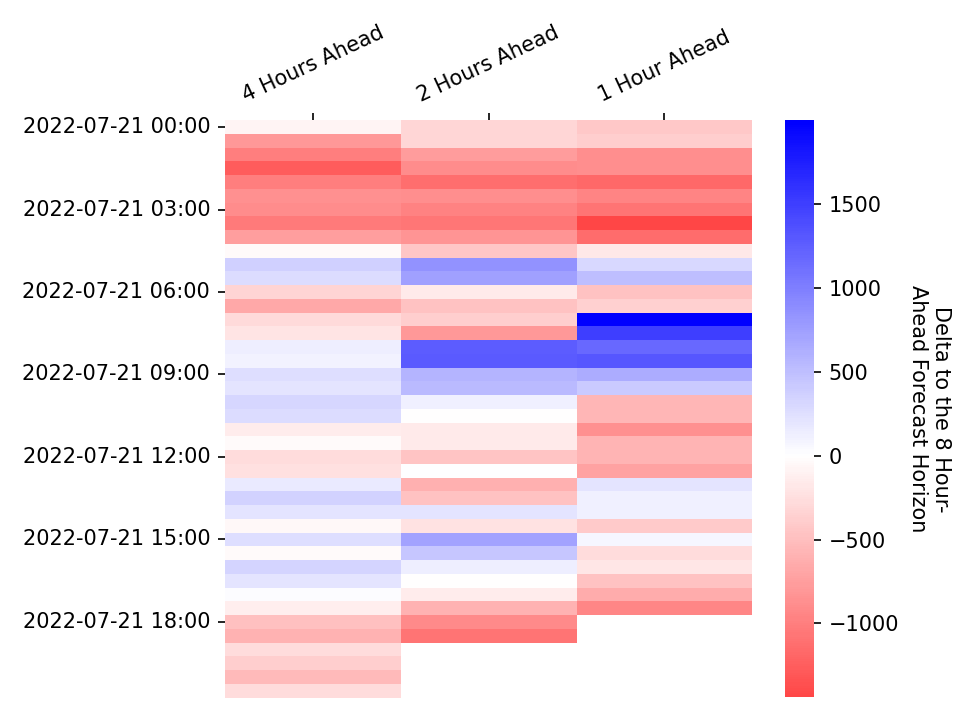 4 Hours Ahead
2 Hours Ahead
1 Hour Ahead
2022-07-21 00:00
2022-07-21 03:00
2022-07-21 06:00
2022-07-21 09:00
2022-07-21 12:00
2022-07-21 15:00
2022-07-21 18:00
1500
1000
500
0
−500
−1000
Delta to the 8 Hour-
Ahead Forecast Horizon